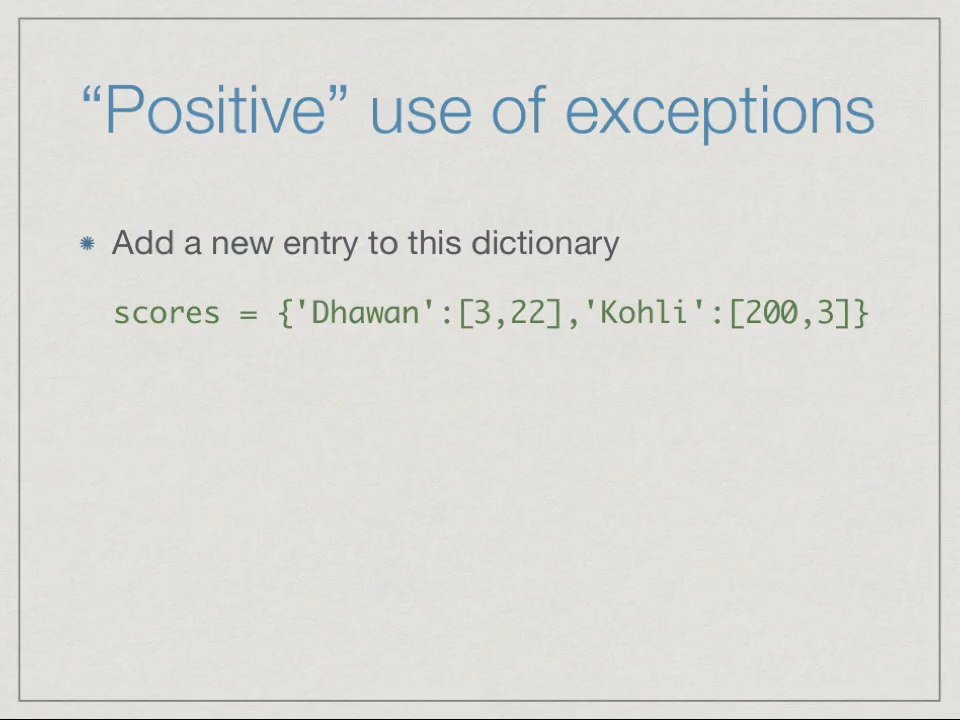 “Positive” use of exceptions
Add a new entry to this dictionary
scores = {'Dhawan':[3,22],'Kohli':[200,3]}